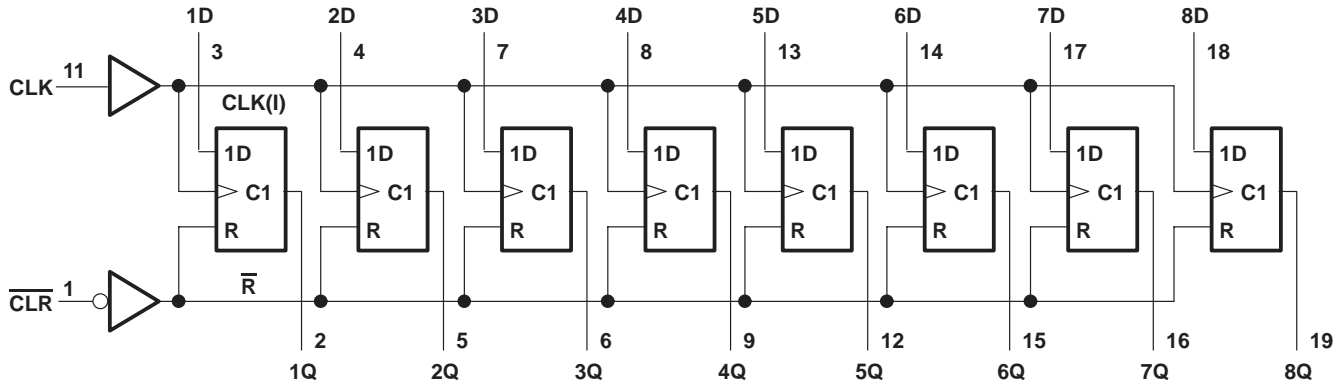 1D 2D 3D 4D 5D 6D 7D 8D
3 4 7 8 13 14 17 18
CLK 11
CLK(I)
1D 1D 1D 1D 1D 1D 1D 1D
C1 C1 C1 C1 C1 C1 C1 C1
R R R R R R R R
C̅L̅R̅ 1
R̅
2 5 6 9 12 15 16 19
1Q 2Q 3Q 4Q 5Q 6Q 7Q 8Q